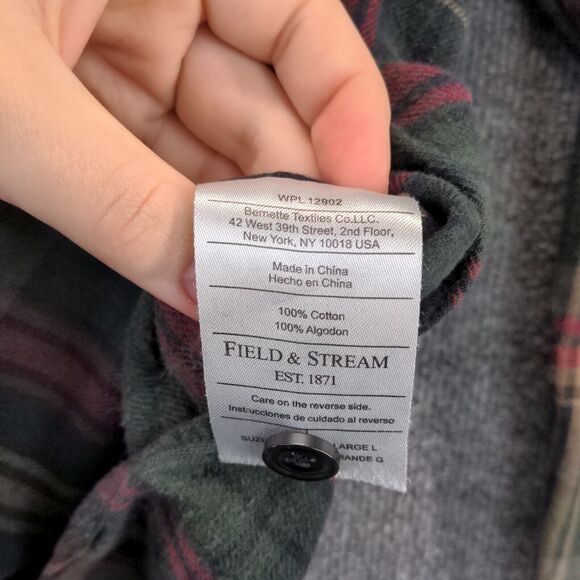 WPL 12902
Bernette Textiles Co.LLC.
42 West 39th Street, 2nd Floor,
New York, NY 10018 USA
Made in China
Hecho en China
100% Cotton
100% Algodon
FIELD & STREAM
EST. 1871
Care on the reverse side.
Instrucciones de cuidado al reverso
LARGE L
GRANDE G